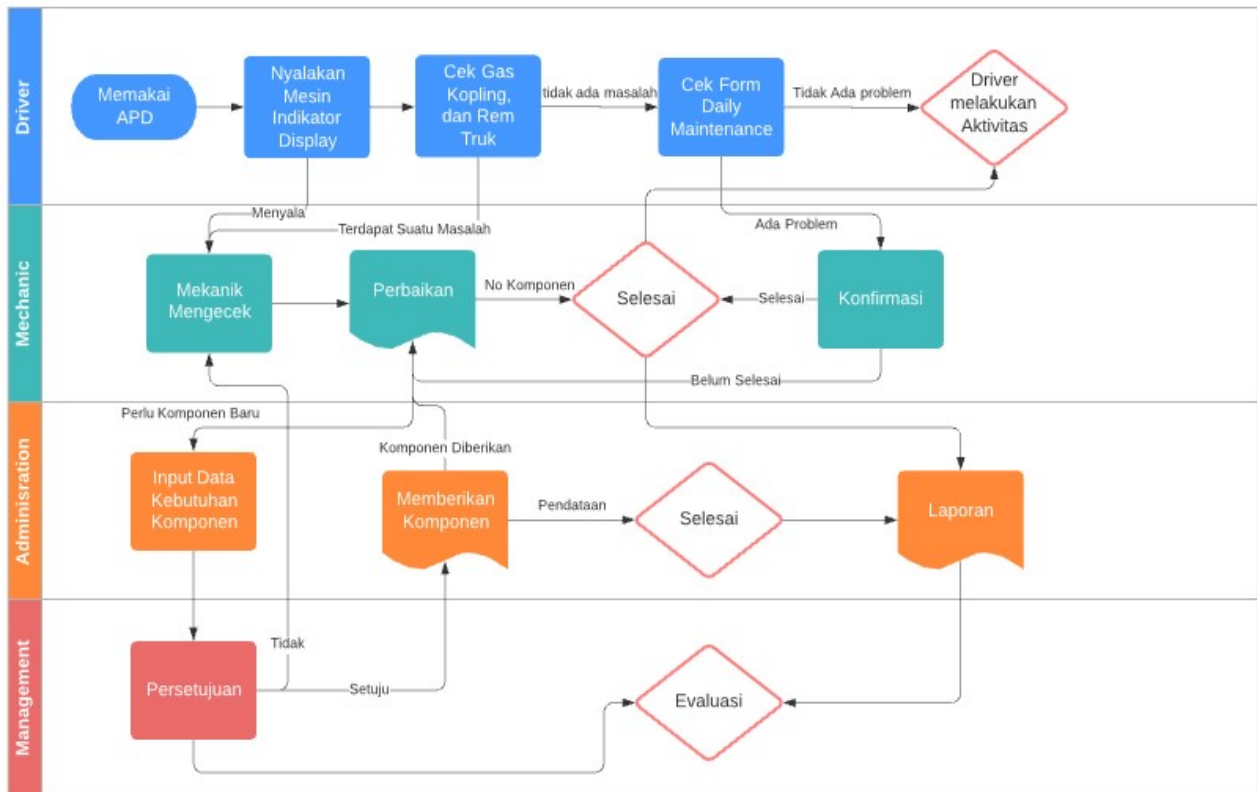 Driver
Memakai
APD
Nyalakan
Mesin
Indikator
Display
Cek Gas
Kopling,
dan Rem
Truk
tidak ada masalah
Cek Form
Daily
Maintenance
Tidak Ada problem
Driver
melakukan
Aktivitas
Mechanic
Menyala
Terdapat Suatu Masalah
Ada Problem
Mekanik
Mengecek
Perbaikan
No Komponen
Selesai
Selesai
Konfirmasi
Belum Selesai
Adminisration
Perlu Komponen Baru
Komponen Diberikan
Input Data
Kebutuhan
Komponen
Memberikan
Komponen
Pendataan
Selesai
Laporan
Management
Tidak
Persetujuan
Setuju
Evaluasi